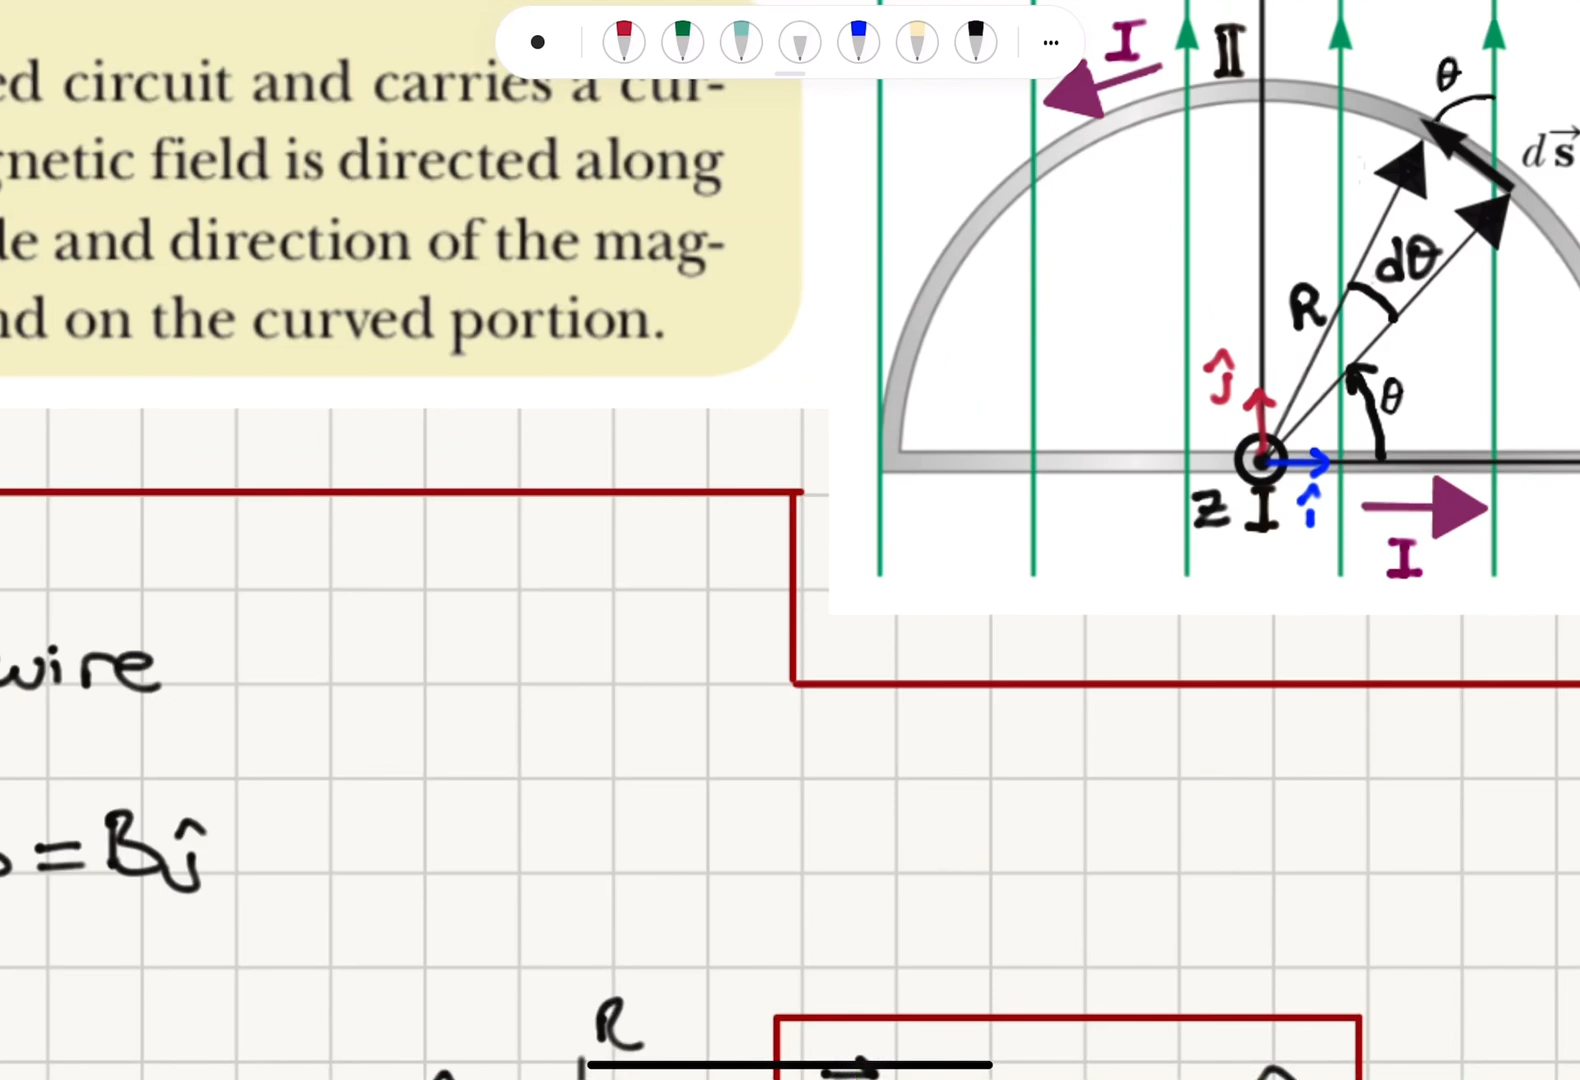 ed circuit and carries a cur-
gnetic field is directed along
le and direction of the mag-
nd on the curved portion.
I
II
θ
ds⃗
R
dθ
θ
ĵ
î
z
I
I
wire
= Bĵ
R